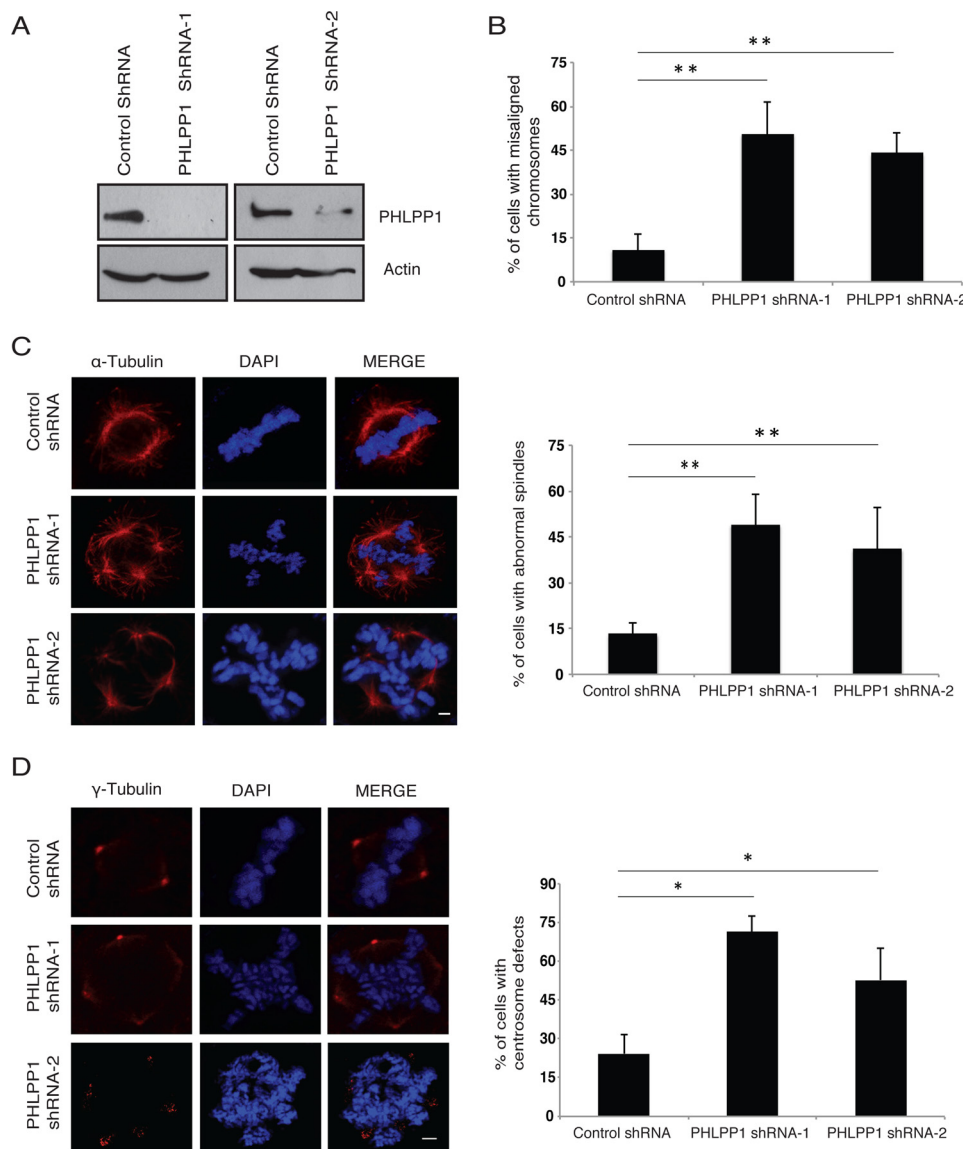 A
Control ShRNA
PHLPP1 ShRNA-1
Control ShRNA
PHLPP1 ShRNA-2
PHLPP1
Actin
B
% of cells with misaligned
chromosomes
75
60
45
30
15
0
** 
**
Control shRNA
PHLPP1 shRNA-1
PHLPP1 shRNA-2
C
α-Tubulin
DAPI
MERGE
Control
shRNA
PHLPP1
shRNA-1
PHLPP1
shRNA-2
% of cells with abnormal spindles
75
60
45
30
15
0
**
**
Control shRNA
PHLPP1 shRNA-1
PHLPP1 shRNA-2
D
γ-Tubulin
DAPI
MERGE
Control
shRNA
PHLPP1
shRNA-1
PHLPP1
shRNA-2
% of cells with
centrosome defects
90
75
60
45
30
15
0
*
*
Control shRNA
PHLPP1 shRNA-1
PHLPP1 shRNA-2